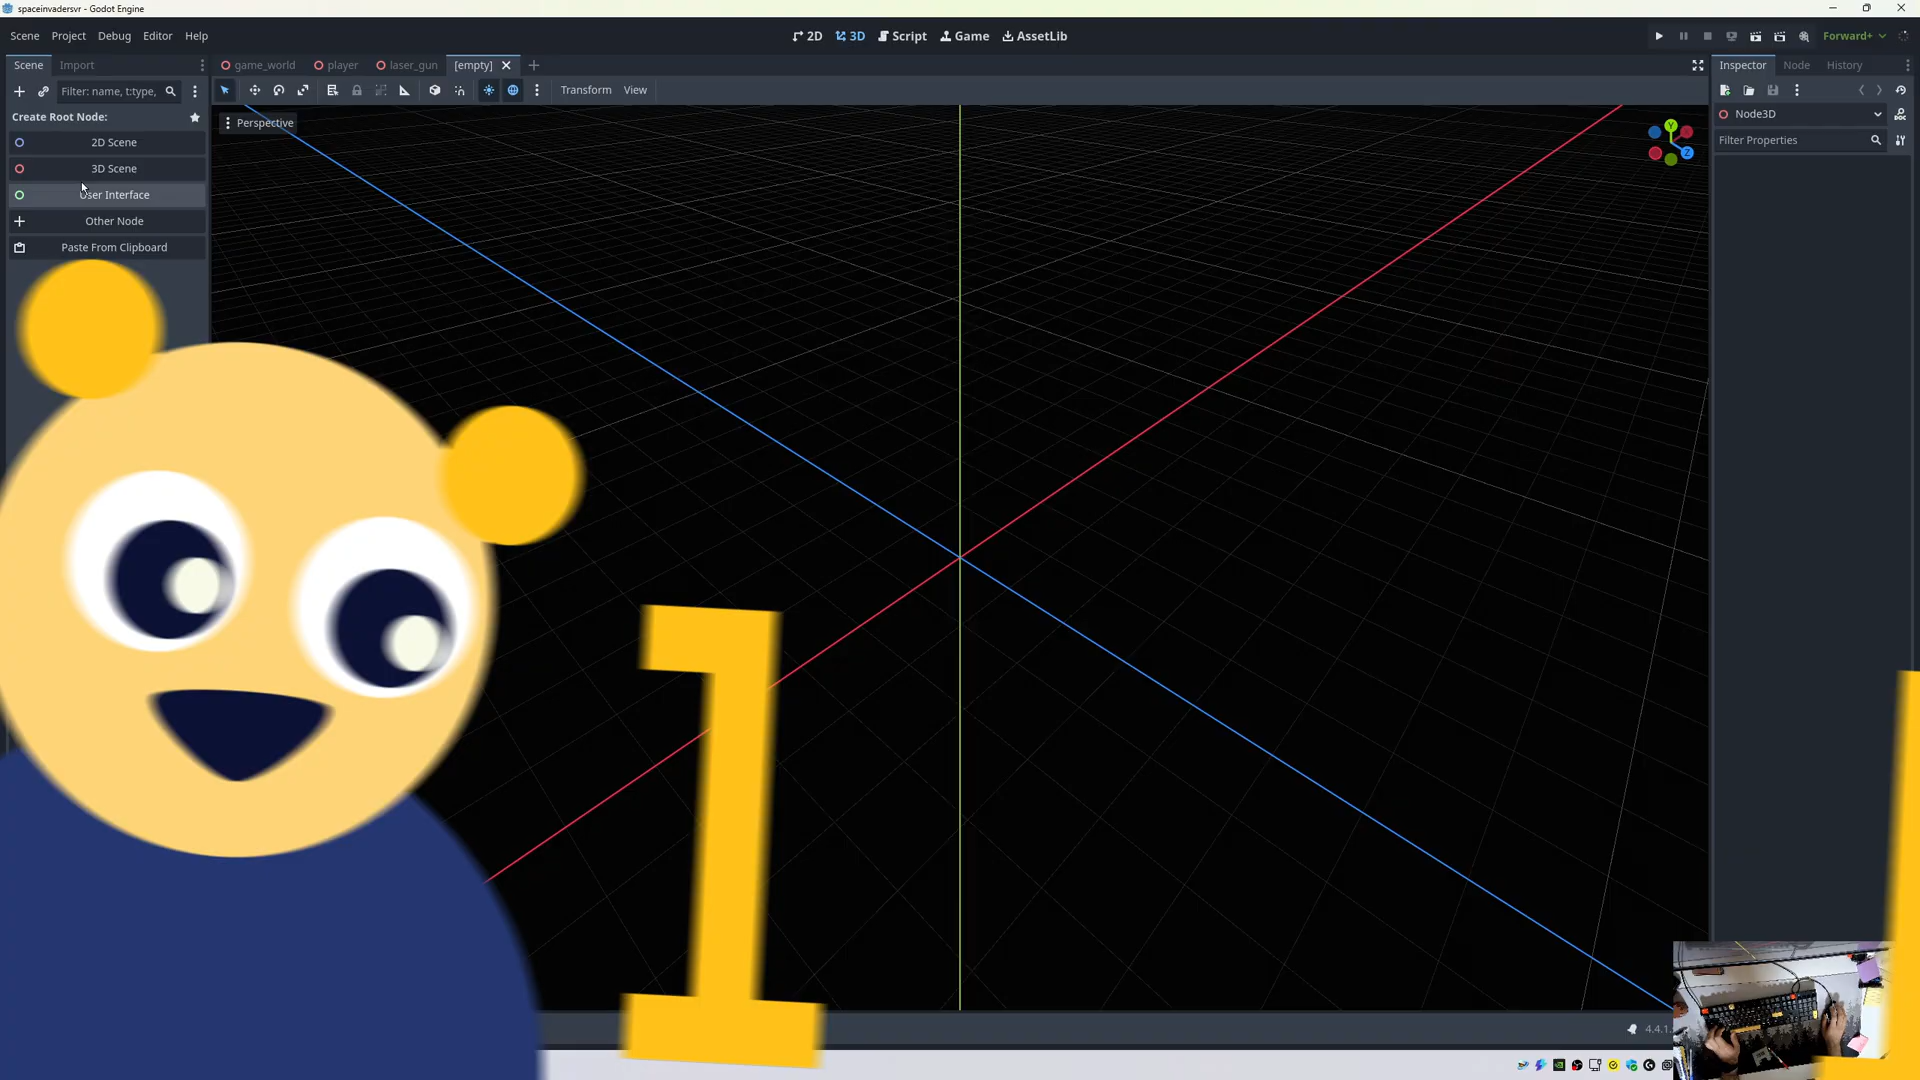 spaceinvadersvr - Godot Engine
Scene Project Debug Editor Help
2D 3D Script Game AssetLib
Forward+
Scene Import
game_world player laser_gun [empty]
Inspector Node History
Filter: name, t:type,
Transform View
Create Root Node:
Node3D
Perspective
Y
Z
Filter Properties
2D Scene
3D Scene
User Interface
Other Node
Paste From Clipboard
1
4.4.1